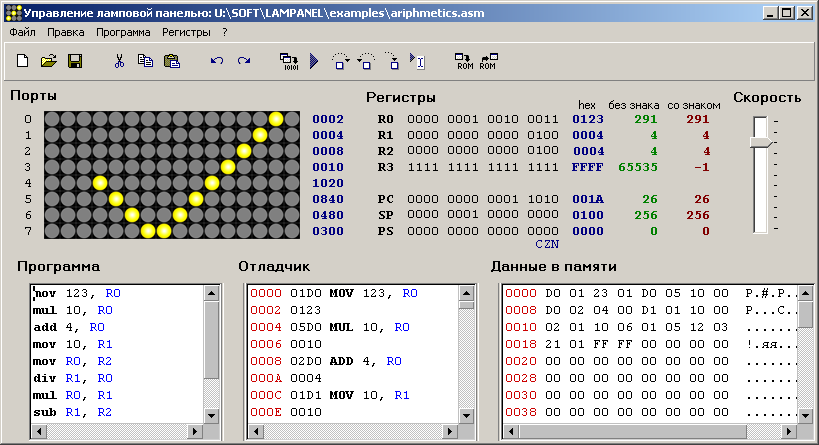 Управление ламповой панелью: U:\SOFT\LAMPANEL\examples\ariphmetics.asm
Файл Правка Программа Регистры ?
ROM ROM
Порты
0 0002
1 0004
2 0008
3 0010
4 1020
5 0840
6 0480
7 0300
Регистры
hex без знака со знаком
R0 0000 0001 0010 0011 0123 291 291
R1 0000 0000 0000 0100 0004 4 4
R2 0000 0000 0000 0100 0004 4 4
R3 1111 1111 1111 1111 FFFF 65535 -1
PC 0000 0000 0001 1010 001A 26 26
SP 0000 0001 0000 0000 0100 256 256
PS 0000 0000 0000 0000 0000 0 0
CZN
Скорость
Программа
mov 123, R0
mul 10, R0
add 4, R0
mov 10, R1
mov R0, R2
div R1, R0
mul R0, R1
sub R1, R2
Отладчик
0000 01D0 MOV 123, R0
0002 0123
0004 05D0 MUL 10, R0
0006 0010
0008 02D0 ADD 4, R0
000A 0004
000C 01D1 MOV 10, R1
000E 0010
Данные в памяти
0000 D0 01 23 01 D0 05 10 00 Р.#.Р...
0008 D0 02 04 00 D1 01 10 00 Р...С...
0010 02 01 10 06 01 05 12 03 ........
0018 21 01 FF FF 00 00 00 00 !.яя....
0020 00 00 00 00 00 00 00 00 ........
0028 00 00 00 00 00 00 00 00 ........
0030 00 00 00 00 00 00 00 00 ........
0038 00 00 00 00 00 00 00 00 ........